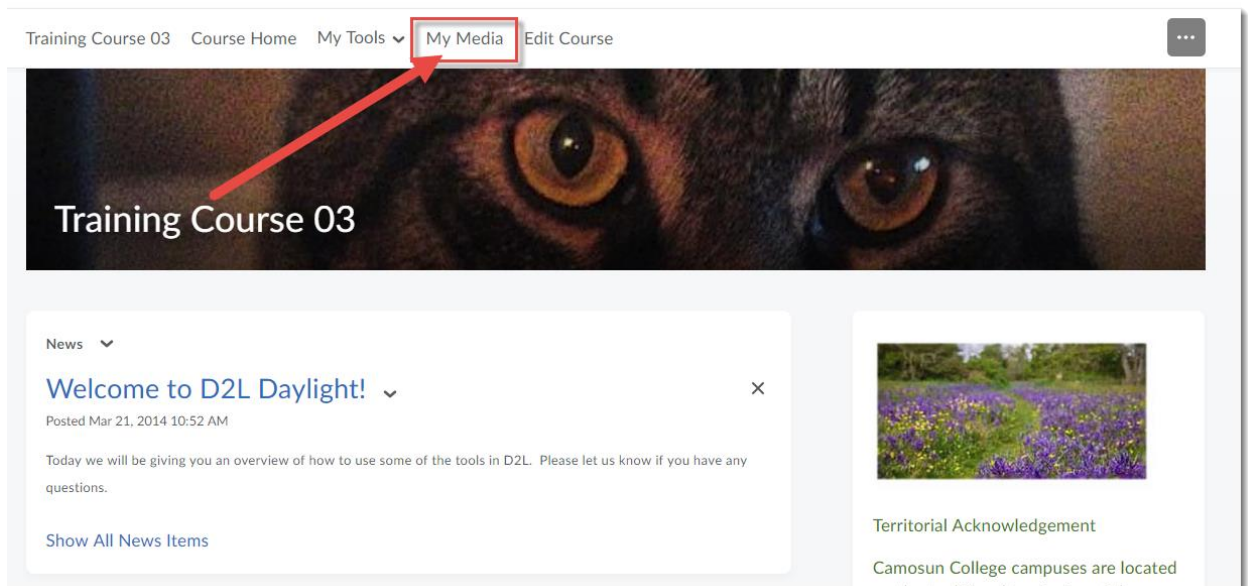 Training Course 03 Course Home My Tools My Media Edit Course
Training Course 03
News
Welcome to D2L Daylight!
Posted Mar 21, 2014 10:52 AM
Today we will be giving you an overview of how to use some of the tools in D2L. Please let us know if you have any
questions.
Show All News Items
Territorial Acknowledgement
Camosun College campuses are located